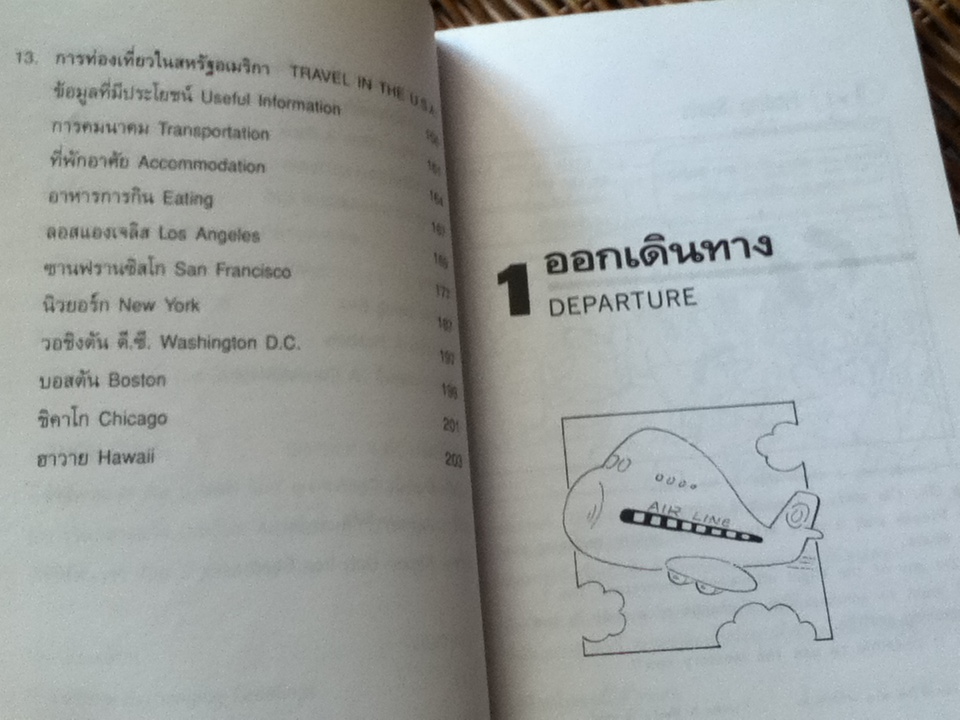 13. การท่องเที่ยวในสหรัฐอเมริกา TRAVEL IN THE U.S.A
ข้อมูลที่มีประโยชน์ Useful Information
การคมนาคม Transportation
ที่พักอาศัย Accommodation 161
อาหารการกิน Eating 164
ลอสแองเจลิส Los Angeles 167
ซานฟรานซิสโก San Francisco
นิวยอร์ก New York
วอชิงตัน ดี.ซี. Washington D.C.
บอสตัน Boston
ชิคาโก Chicago 201
ฮาวาย Hawaii 203
1 ออกเดินทาง
DEPARTURE
AIR LINE